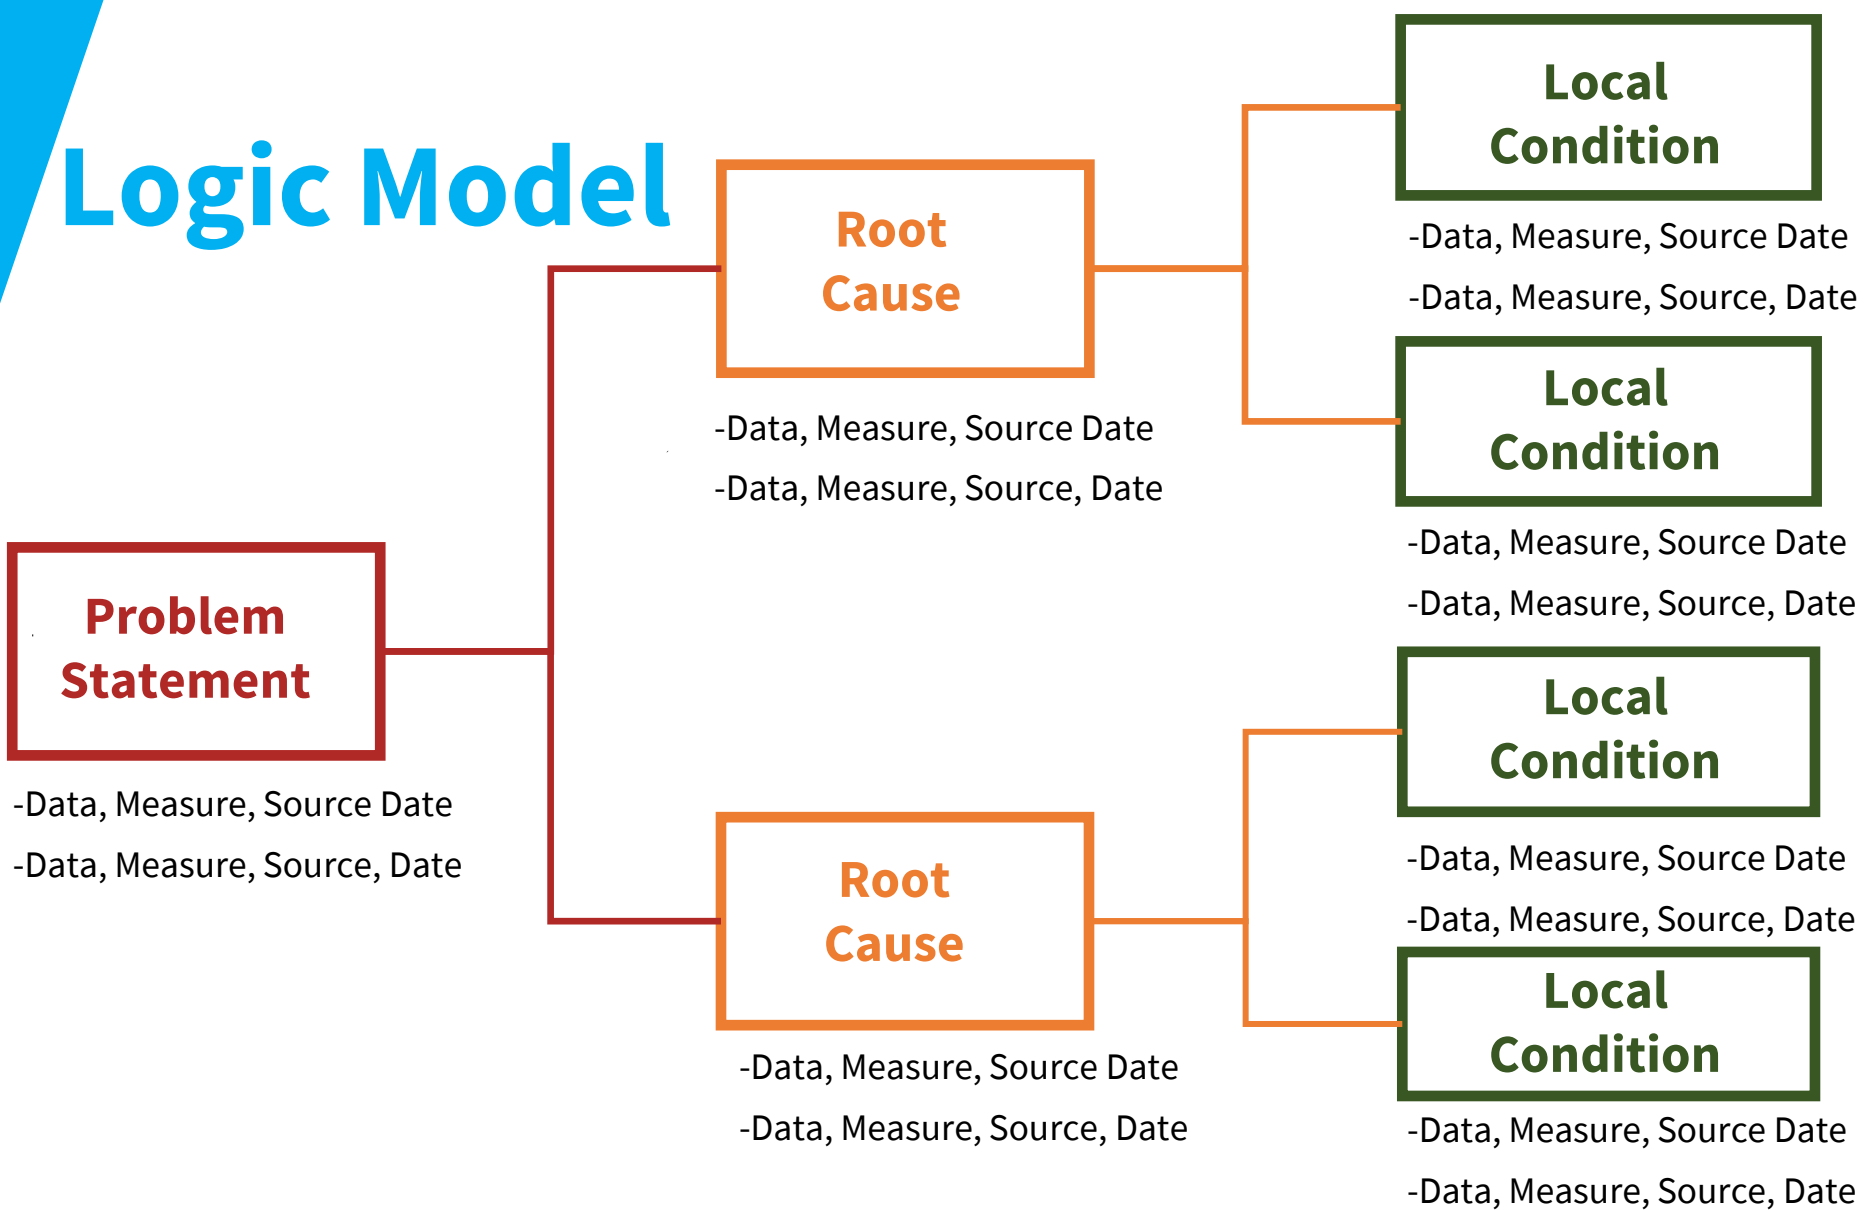 Logic Model
Problem
Statement
-Data, Measure, Source Date
-Data, Measure, Source, Date
Root
Cause
-Data, Measure, Source Date
-Data, Measure, Source, Date
Root
Cause
-Data, Measure, Source Date
-Data, Measure, Source, Date
Local
Condition
-Data, Measure, Source Date
-Data, Measure, Source, Date
Local
Condition
-Data, Measure, Source Date
-Data, Measure, Source, Date
Local
Condition
-Data, Measure, Source Date
-Data, Measure, Source, Date
Local
Condition
-Data, Measure, Source Date
-Data, Measure, Source, Date